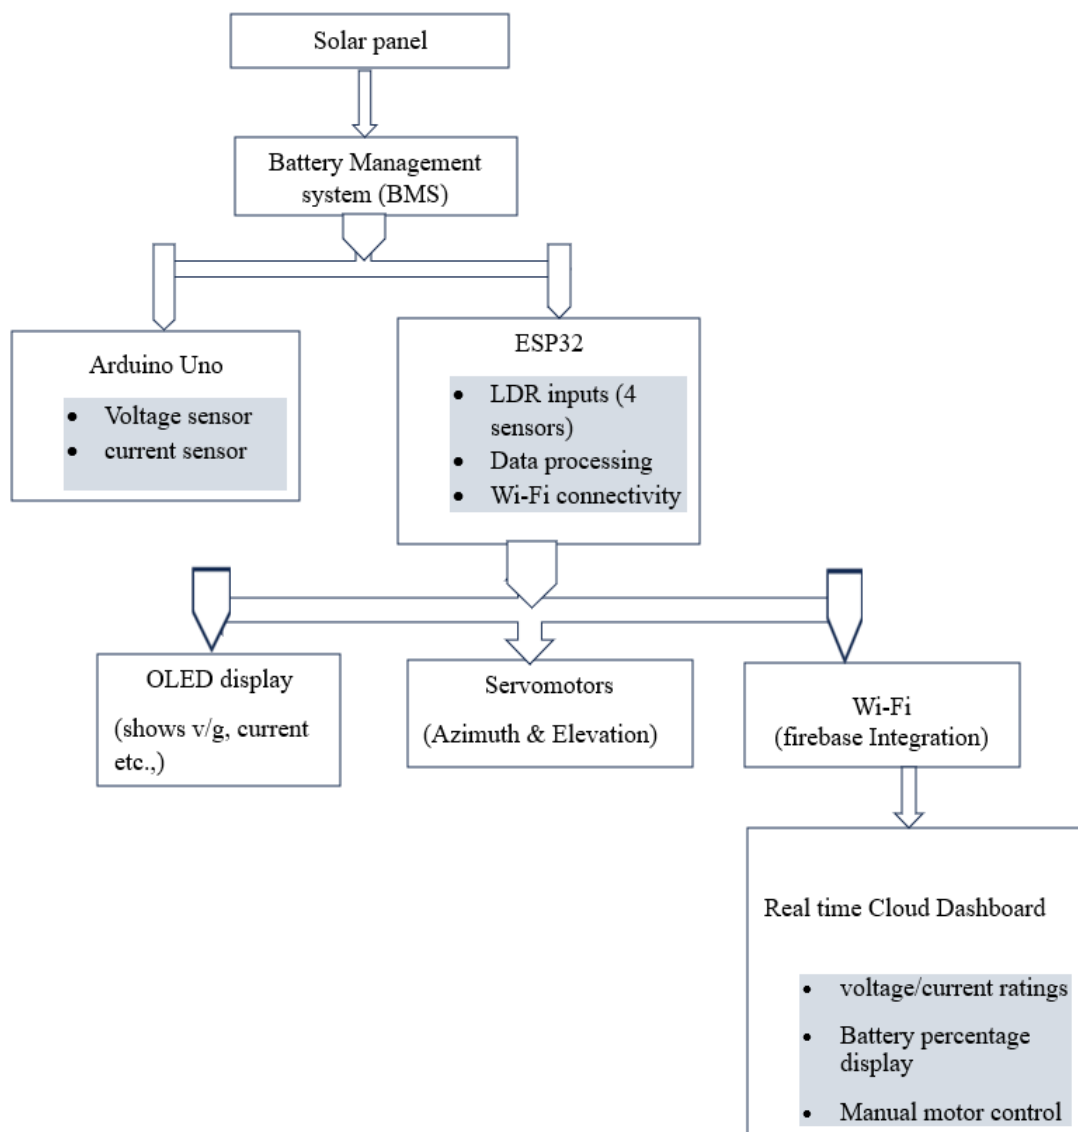 Solar panel
Battery Management
system (BMS)
Arduino Uno
• Voltage sensor
• current sensor
ESP32
• LDR inputs (4
sensors)
• Data processing
• Wi-Fi connectivity
OLED display
(shows v/g, current
etc.,)
Servomotors
(Azimuth & Elevation)
Wi-Fi
(firebase Integration)
Real time Cloud Dashboard
• voltage/current ratings
• Battery percentage
display
• Manual motor control